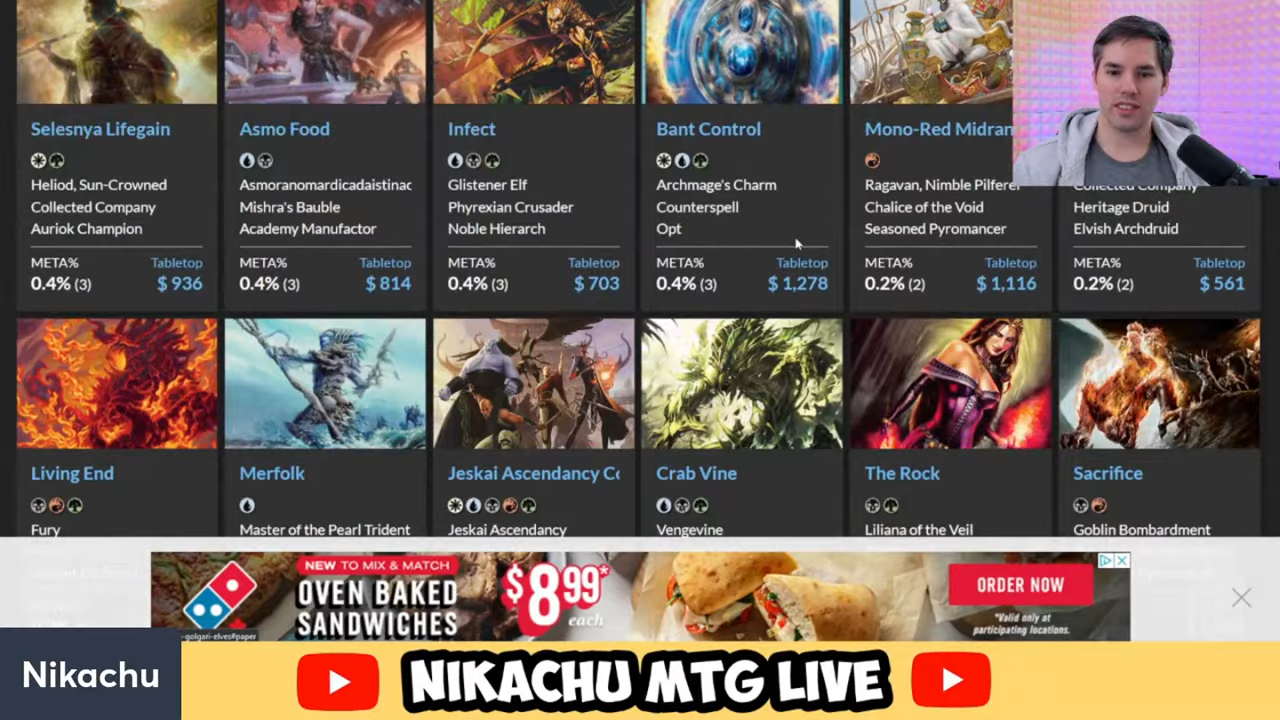 Selesnya Lifegain
Heliod, Sun-Crowned
Collected Company
Auriok Champion
META% Tabletop
0.4% (3) $ 936
Asmo Food
Asmoranomardicadaistinac
Mishra's Bauble
Academy Manufactor
META% Tabletop
0.4% (3) $ 814
Infect
Glistener Elf
Phyrexian Crusader
Noble Hierarch
META% Tabletop
0.4% (3) $ 703
Bant Control
Archmage's Charm
Counterspell
Opt
META% Tabletop
0.4% (3) $ 1,278
Mono-Red Midran
Ragavan, Nimble Pilferer
Chalice of the Void
Seasoned Pyromancer
META% Tabletop
0.2% (2) $ 1,116
Collected Company
Heritage Druid
Elvish Archdruid
META% Tabletop
0.2% (2) $ 561
Living End
Fury
Merfolk
Master of the Pearl Trident
Jeskai Ascendancy Co
Jeskai Ascendancy
Crab Vine
Vengevine
The Rock
Liliana of the Veil
Sacrifice
Goblin Bombardment
NEW TO MIX & MATCH
OVEN BAKED
SANDWICHES
$8.99*
each
ORDER NOW
*Valid only at
participating locations.
-golgari-elves#paper
Nikachu
NIKACHU MTG LIVE